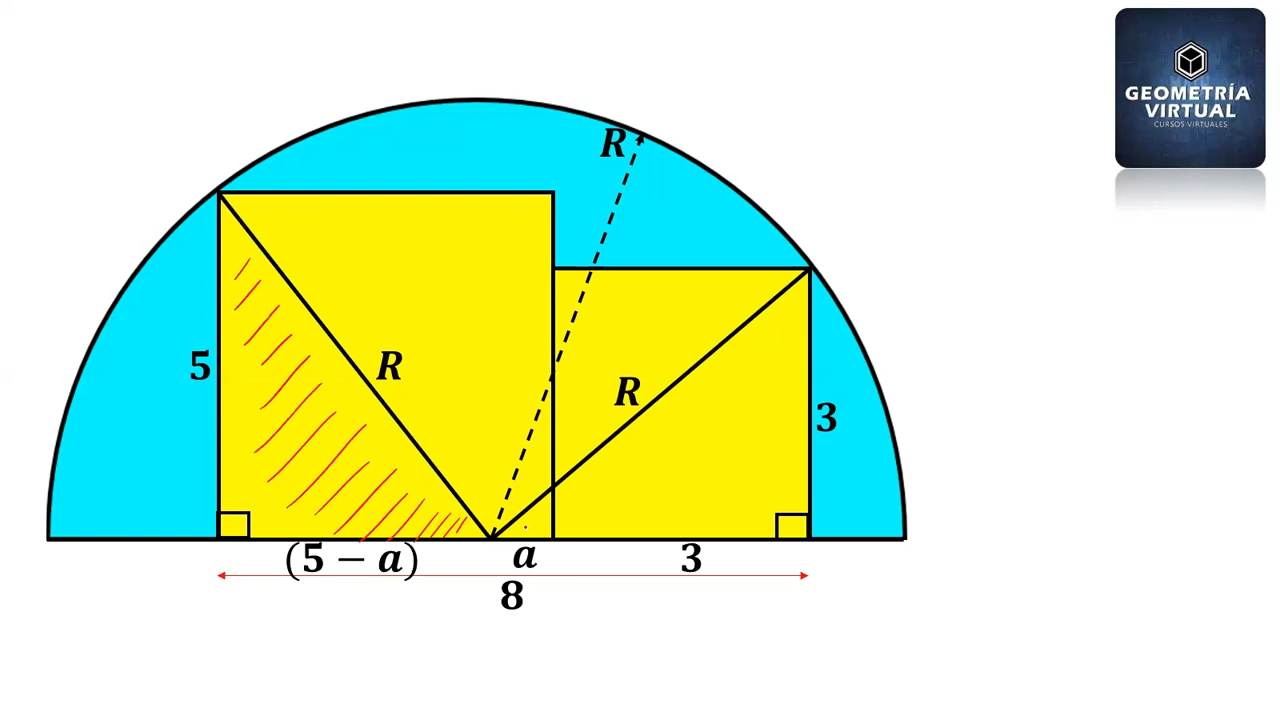 GEOMETRÍA
VIRTUAL
CURSOS VIRTUALES
R
5
R
R
3
(5 − a)
a
3
8